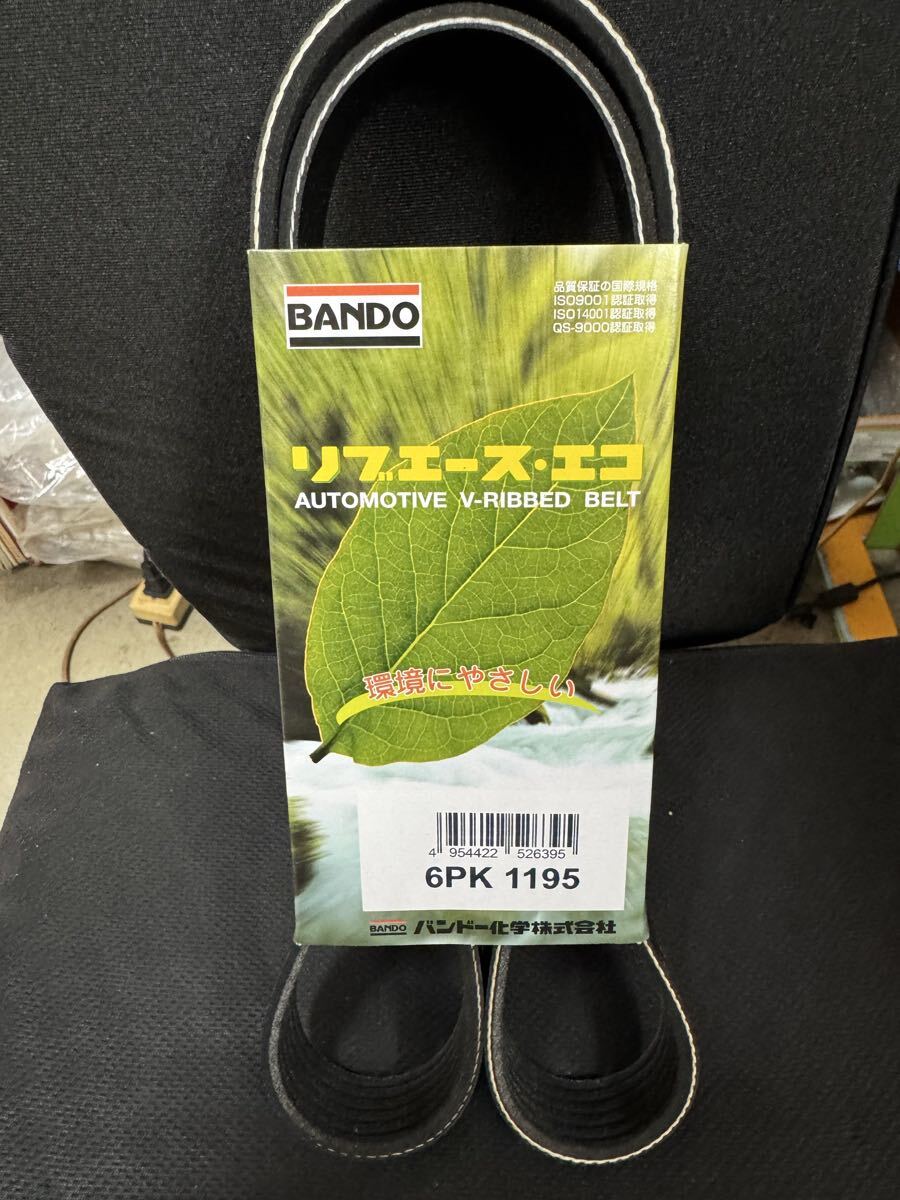 BANDO
品質保証の国際規格
ISO9001認証取得
ISO14001認証取得
QS-9000認証取得
リブエース・エコ
AUTOMOTIVE V-RIBBED BELT
環境にやさしい
4 954422 526395
6PK 1195
BANDO バンドー化学株式会社